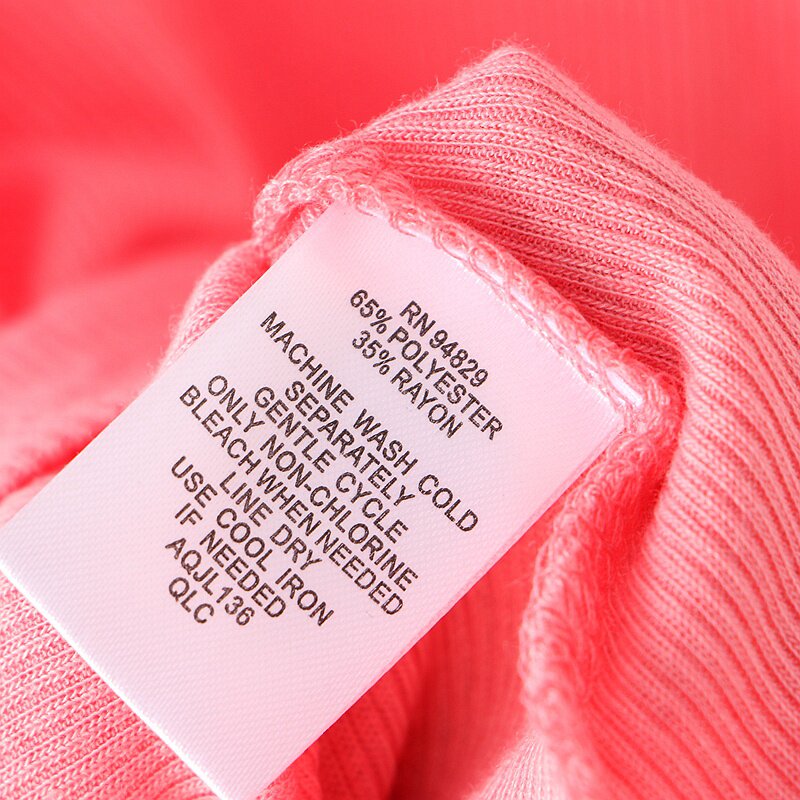 RN 94829
65% POLYESTER
35% RAYON
MACHINE WASH COLD
SEPARATELY
GENTLE CYCLE
ONLY NON-CHLORINE
BLEACH WHEN NEEDED
LINE DRY
USE COOL IRON
IF NEEDED
AQJL136
QLC